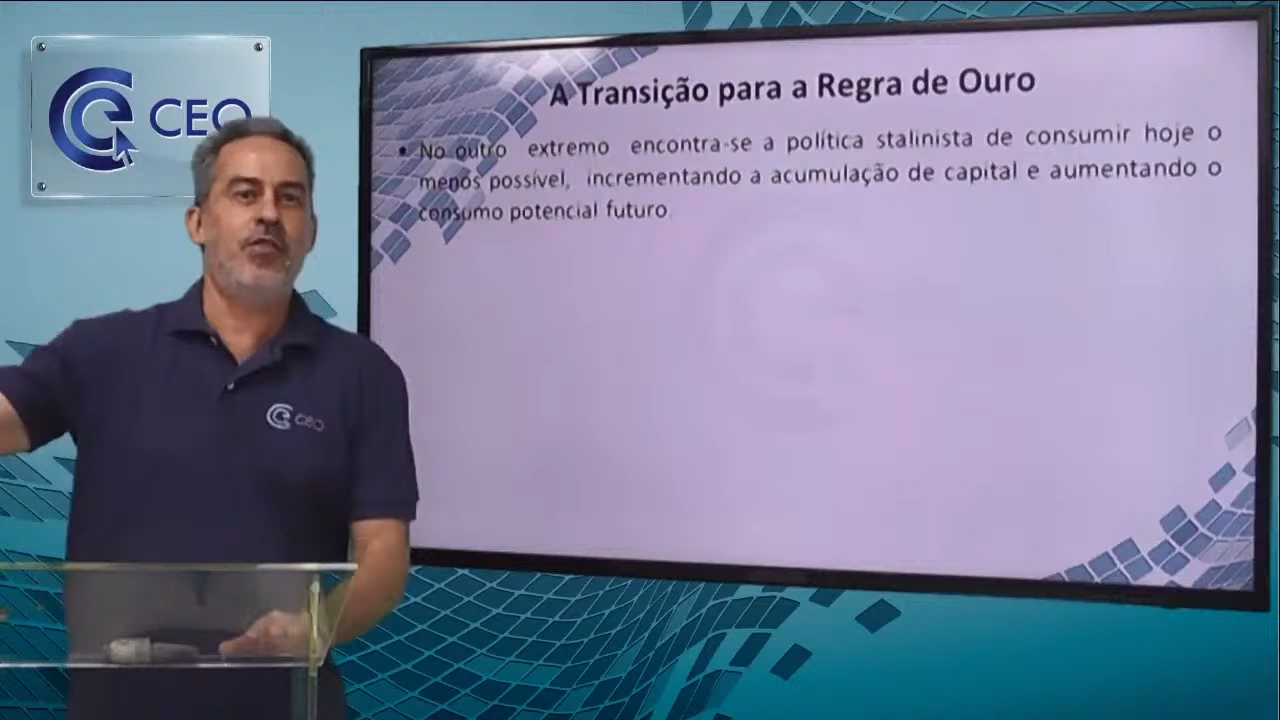 CEO
A Transição para a Regra de Ouro
• No outro extremo encontra-se a política stalinista de consumir hoje o
menos possível, incrementando a acumulação de capital e aumentando o
consumo potencial futuro.
CEO